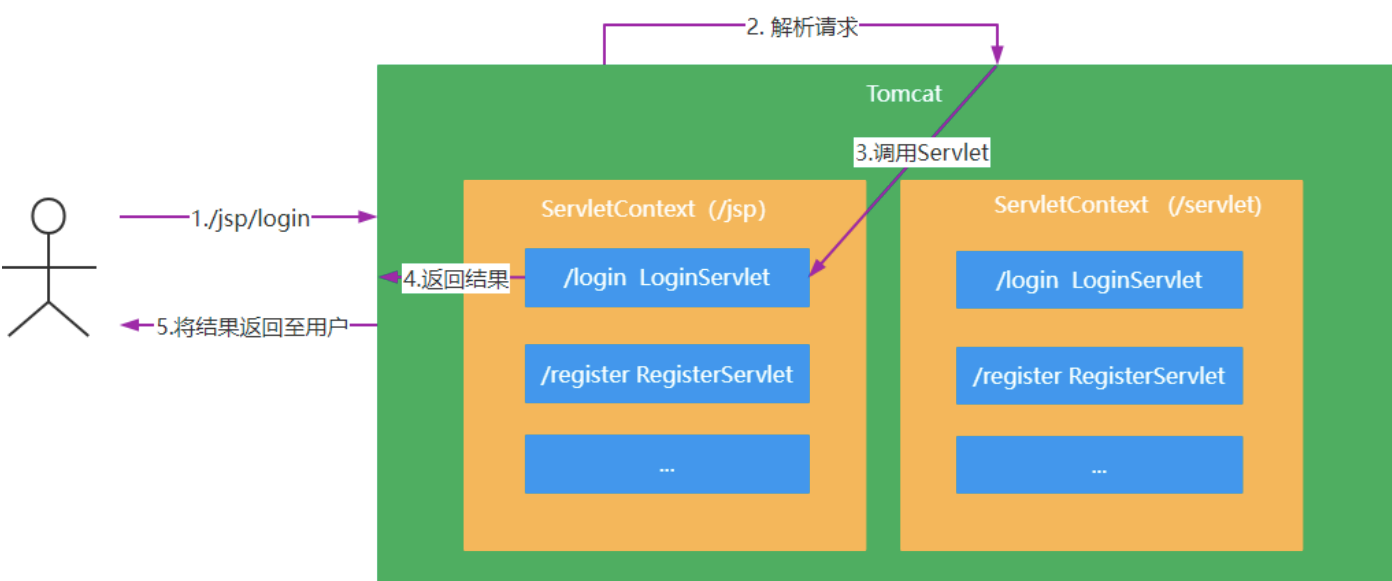 2. 解析请求
Tomcat
3.调用Servlet
1./jsp/login
ServletContext（/jsp）
/login LoginServlet
4.返回结果
5.将结果返回至用户
/register RegisterServlet
...
ServletContext （/servlet)
/login LoginServlet
/register RegisterServlet
...